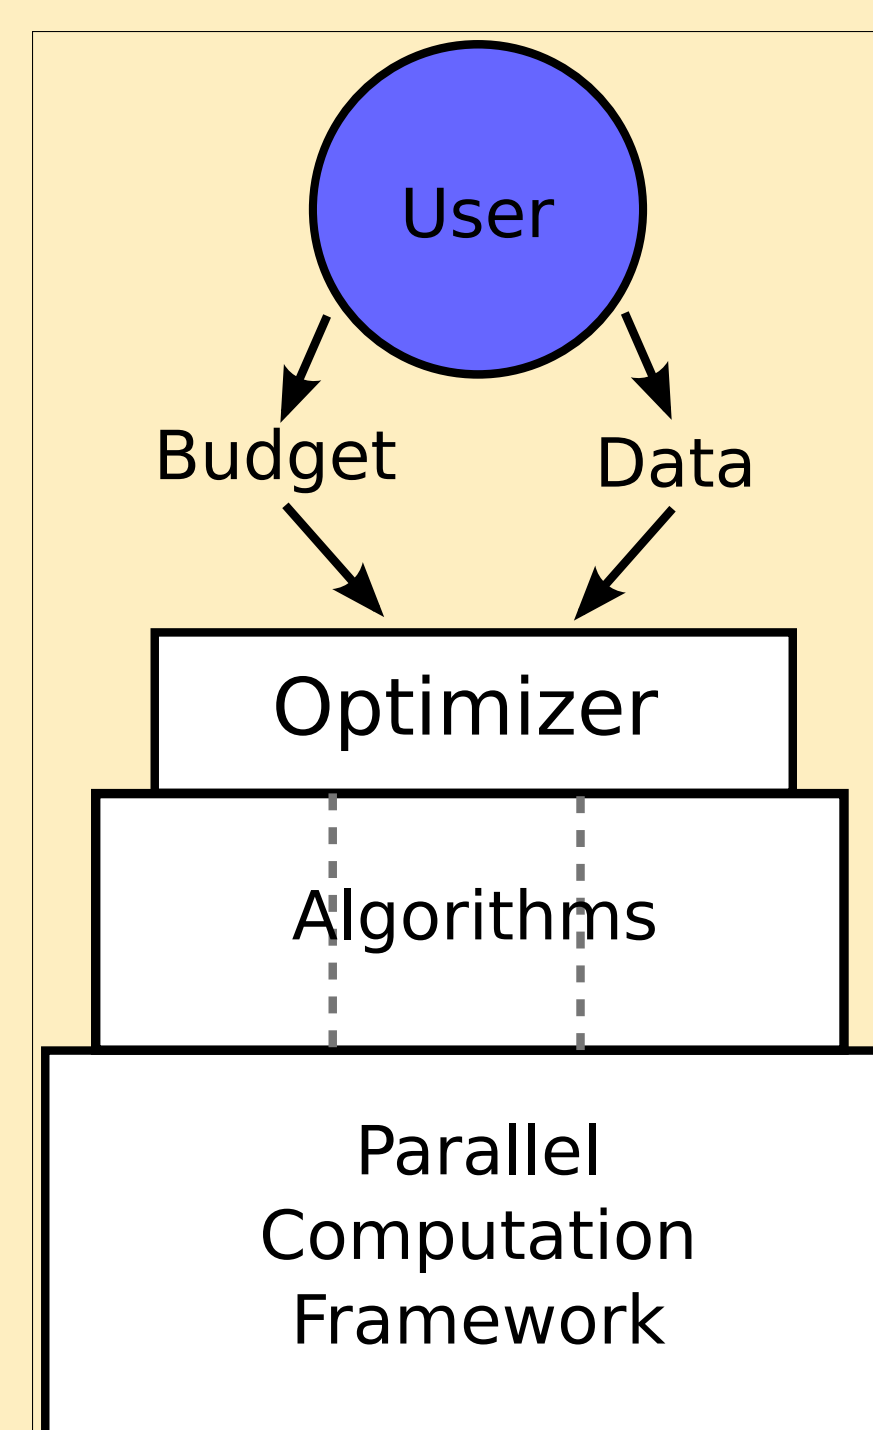 User
Budget
Data
Optimizer
Algorithms
Parallel
Computation
Framework